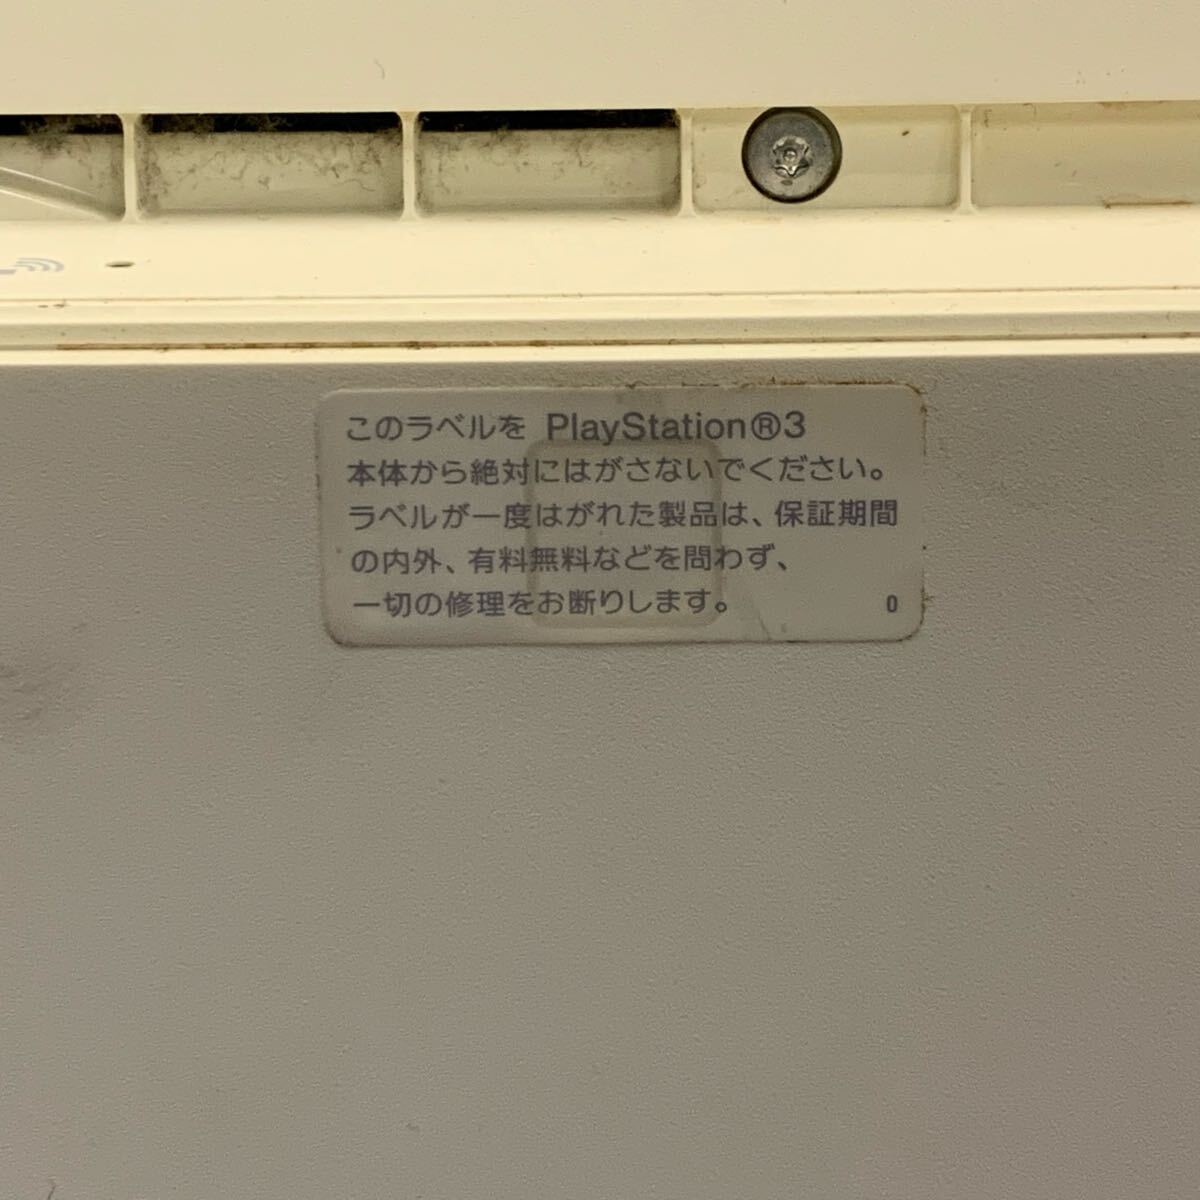 このラベルを PlayStation®3
本体から絶対にはがさないでください。
ラベルが一度はがれた製品は、保証期間
の内外、有料無料などを問わず、
一切の修理をお断りします。 0